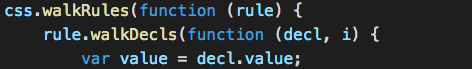 css.walkRules(function (rule) {
    rule.walkDecls(function (decl, i) {
        var value = decl.value;